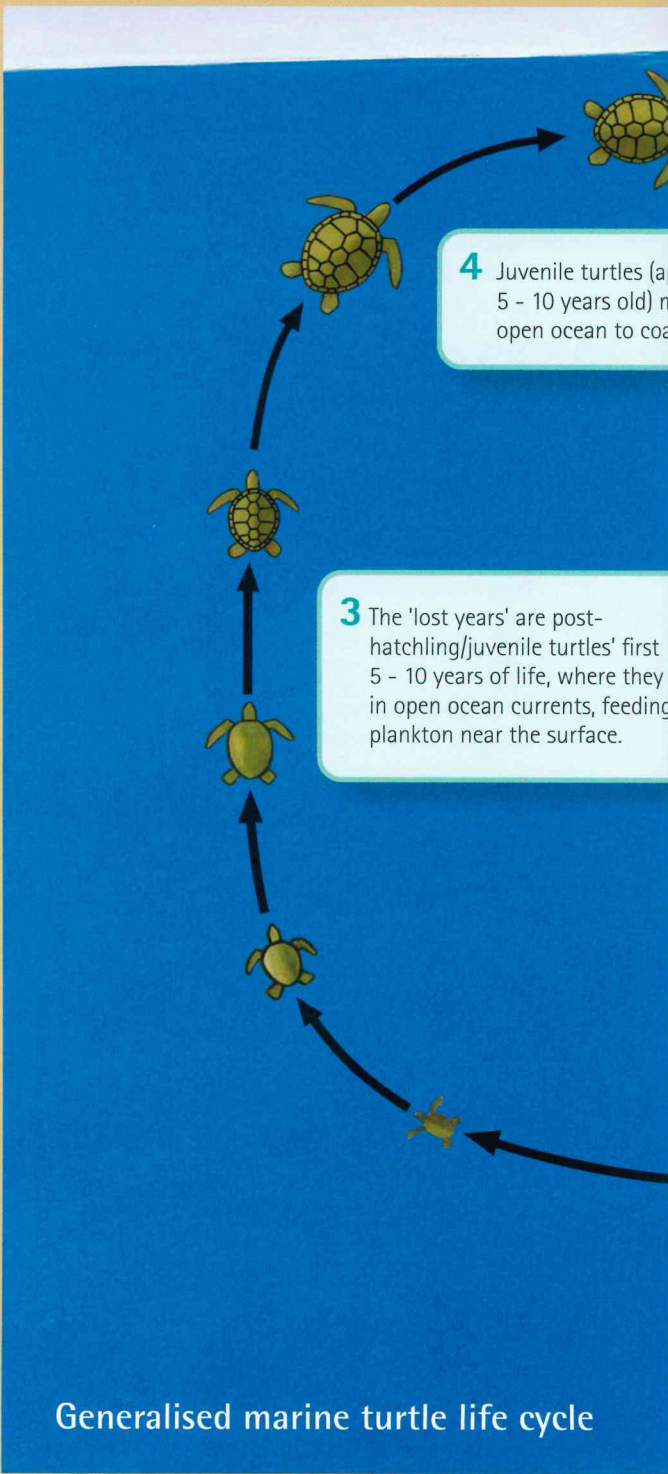 4 Juvenile turtles
5 - 10 years old)
open ocean to
3 The 'lost years' are post-
hatchling/juvenile turtles' first
5 - 10 years of life, where they
in open ocean currents, feeding
plankton near the surface.
Generalised marine turtle life cycle